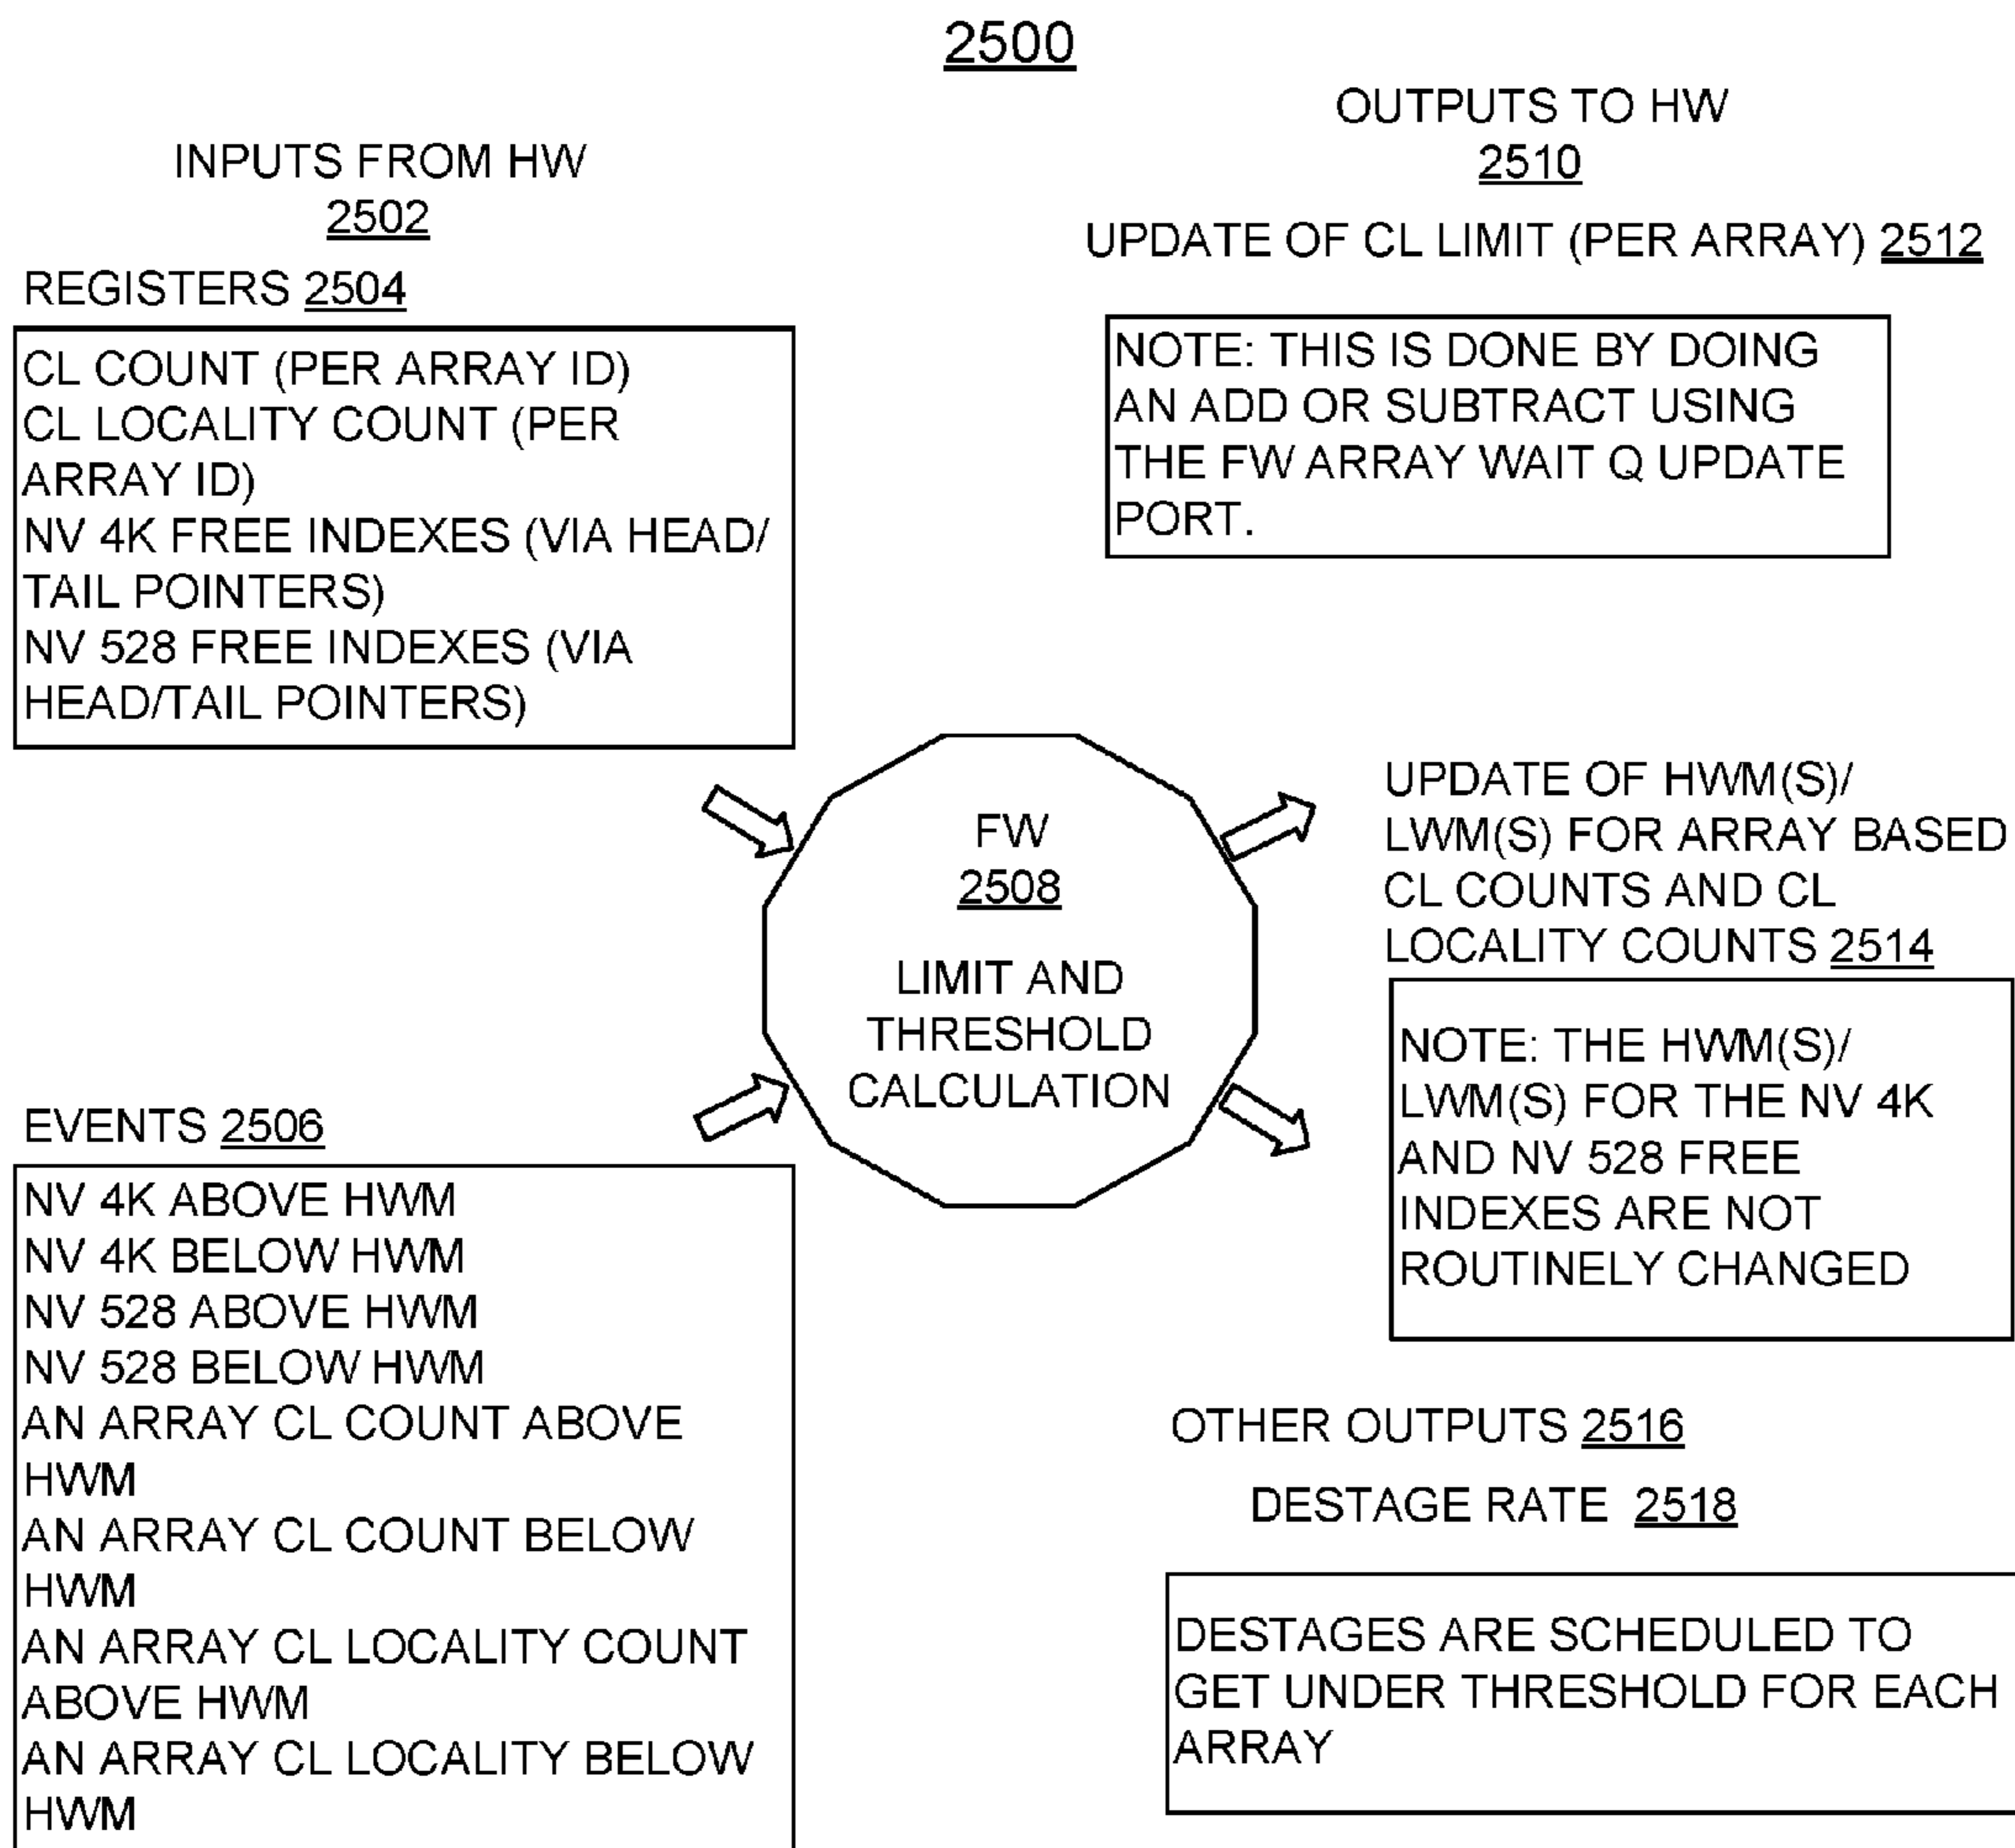 2500
INPUTS FROM HW
2502
REGISTERS 2504
CL COUNT (PER ARRAY ID)
CL LOCALITY COUNT (PER
ARRAY ID)
NV 4K FREE INDEXES (VIA HEAD/
TAIL POINTERS)
NV 528 FREE INDEXES (VIA
HEAD/TAIL POINTERS)
EVENTS 2506
NV 4K ABOVE HWM
NV 4K BELOW HWM
NV 528 ABOVE HWM
NV 528 BELOW HWM
AN ARRAY CL COUNT ABOVE
HWM
AN ARRAY CL COUNT BELOW
HWM
AN ARRAY CL LOCALITY COUNT
ABOVE HWM
AN ARRAY CL LOCALITY BELOW
HWM
FW
2508
LIMIT AND
THRESHOLD
CALCULATION
OUTPUTS TO HW
2510
UPDATE OF CL LIMIT (PER ARRAY) 2512
NOTE: THIS IS DONE BY DOING
AN ADD OR SUBTRACT USING
THE FW ARRAY WAIT Q UPDATE
PORT.
UPDATE OF HWM(S)/
LWM(S) FOR ARRAY BASED
CL COUNTS AND CL
LOCALITY COUNTS 2514
NOTE: THE HWM(S)/
LWM(S) FOR THE NV 4K
AND NV 528 FREE
INDEXES ARE NOT
ROUTINELY CHANGED
OTHER OUTPUTS 2516
DESTAGE RATE 2518
DESTAGES ARE SCHEDULED TO
GET UNDER THRESHOLD FOR EACH
ARRAY